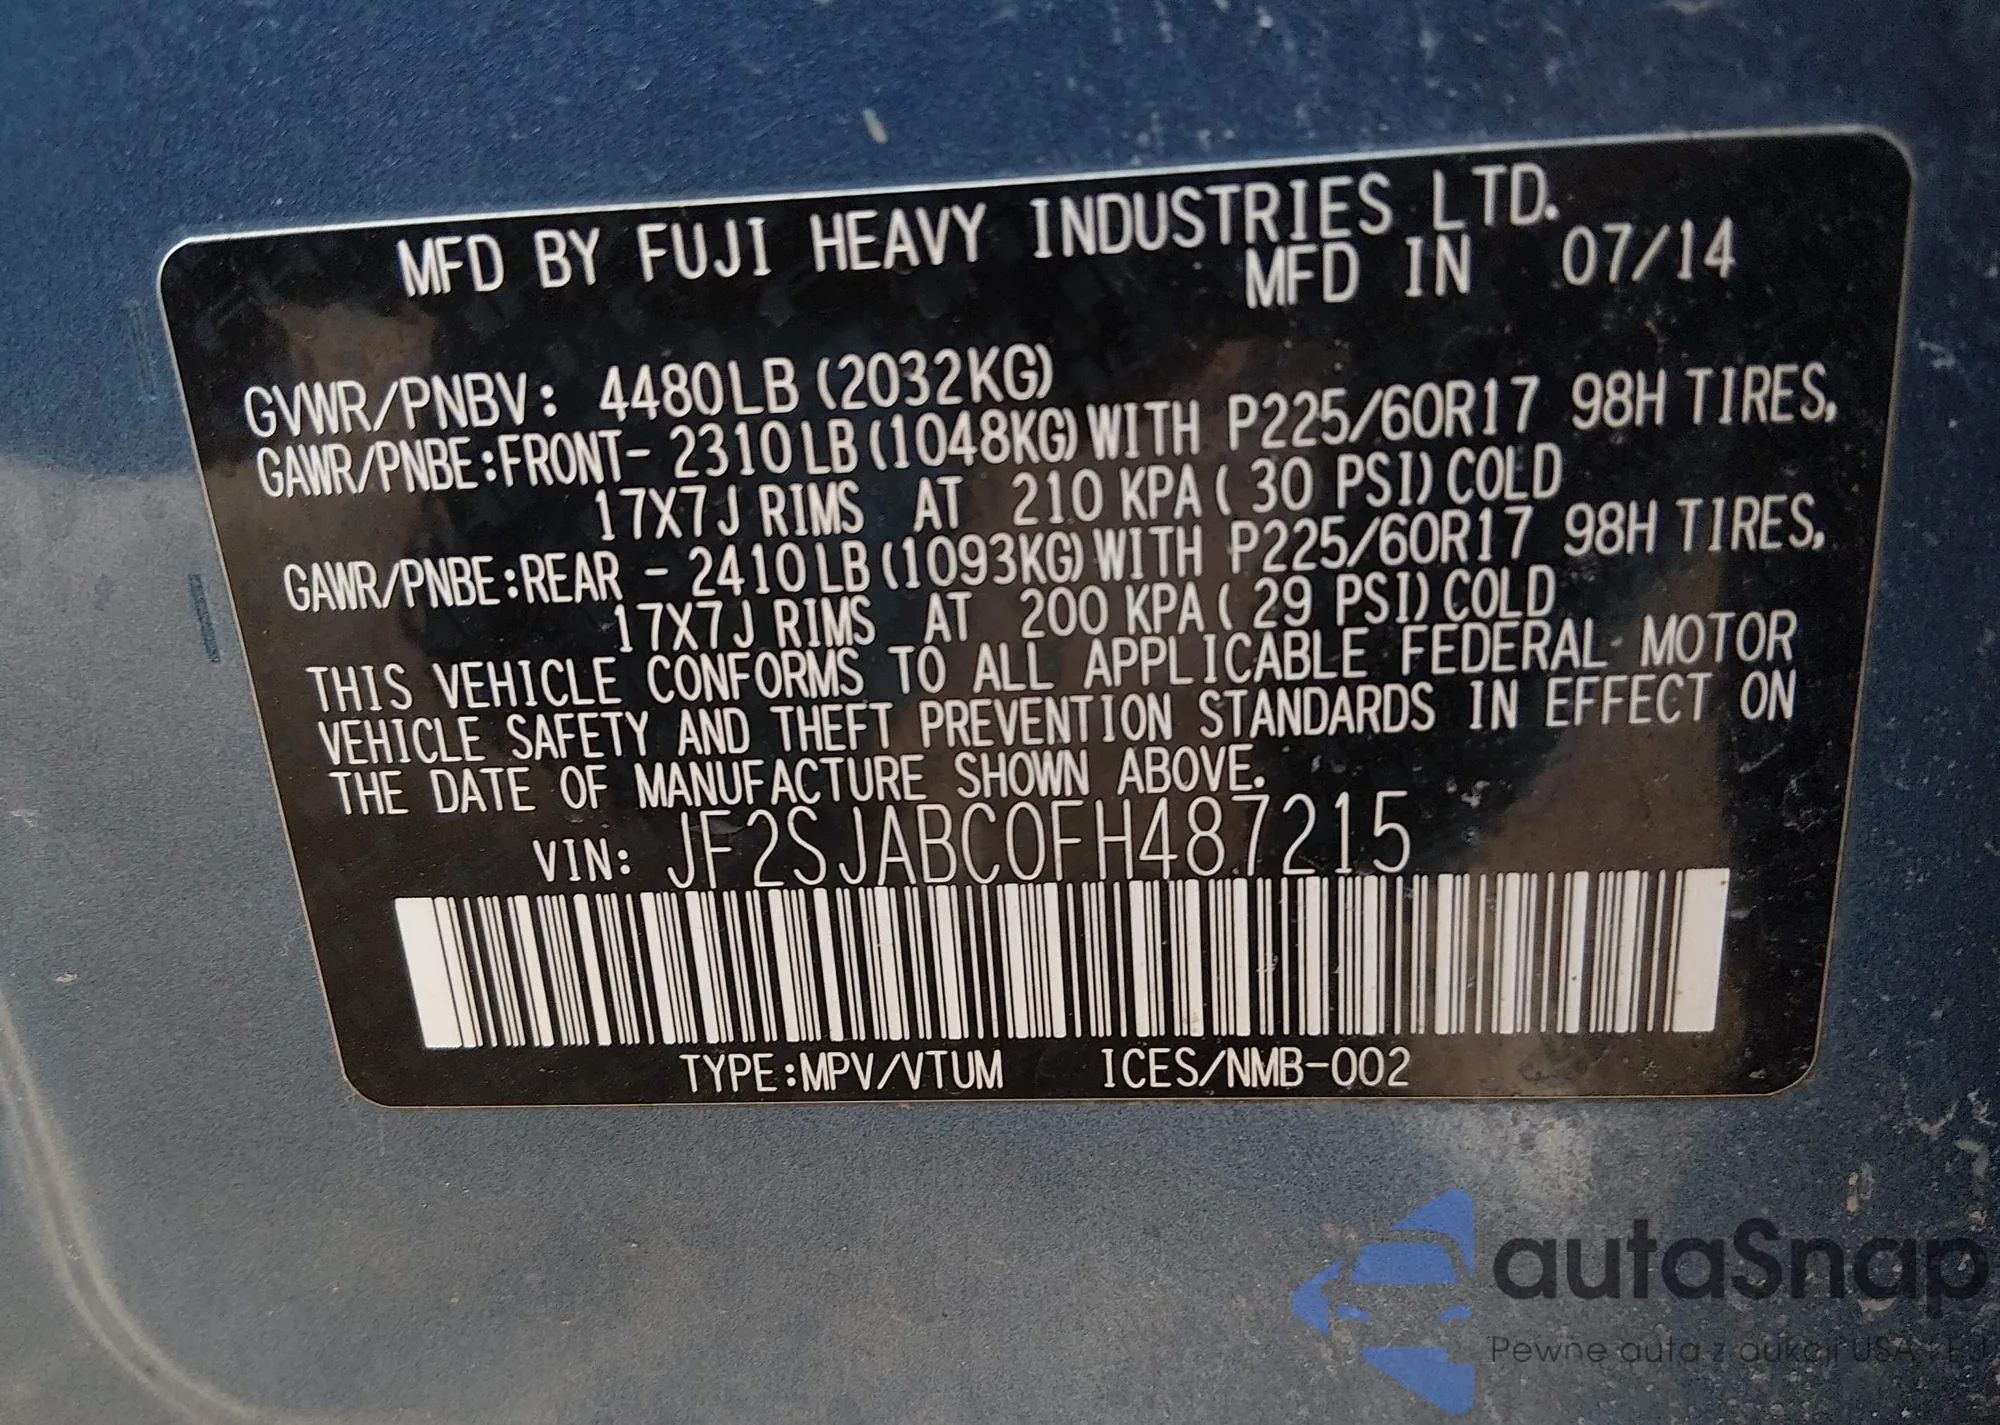 MFD BY FUJI HEAVY INDUSTRIES LTD.
MFD IN 07/14
GVWR/PNBV: 4480LB (2032KG)
GAWR/PNBE:FRONT- 2310LB(1048KG)WITH P225/60R17 98H TIRES,
17X7J RIMS AT 210 KPA( 30 PSI)COLD
GAWR/PNBE:REAR - 2410LB(1093KG)WITH P225/60R17 98H TIRES,
17X7J RIMS AT 200 KPA( 29 PSI)COLD
THIS VEHICLE CONFORMS TO ALL APPLICABLE FEDERAL MOTOR
VEHICLE SAFETY AND THEFT PREVENTION STANDARDS IN EFFECT ON
THE DATE OF MANUFACTURE SHOWN ABOVE.
VIN: JF2SJABC0FH487215
TYPE:MPV/VTUM ICES/NMB-002
autaSnap
Pewne auta z aukcji USA i EU